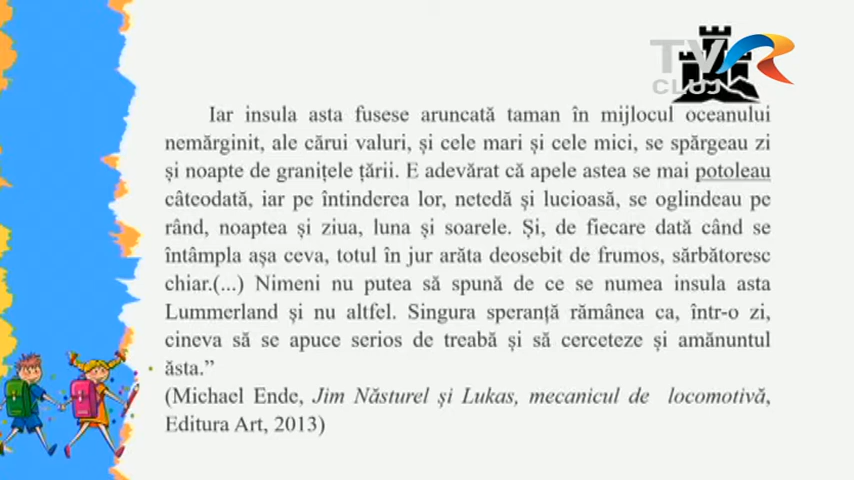 TVR
CLUJ
Iar insula asta fusese aruncată taman în mijlocul oceanului
nemărginit, ale cărui valuri, și cele mari și cele mici, se spărgeau zi
și noapte de granițele țării. E adevărat că apele astea se mai potoleau
câteodată, iar pe întinderea lor, netedă și lucioasă, se oglindeau pe
rând, noaptea și ziua, luna și soarele. Și, de fiecare dată când se
întâmpla așa ceva, totul în jur arăta deosebit de frumos, sărbătoresc
chiar.(...) Nimeni nu putea să spună de ce se numea insula asta
Lummerland și nu altfel. Singura speranță rămânea ca, într-o zi,
cineva să se apuce serios de treabă și să cerceteze și amănuntul
ăsta.”
(Michael Ende, Jim Năsturel și Lukas, mecanicul de locomotivă,
Editura Art, 2013)